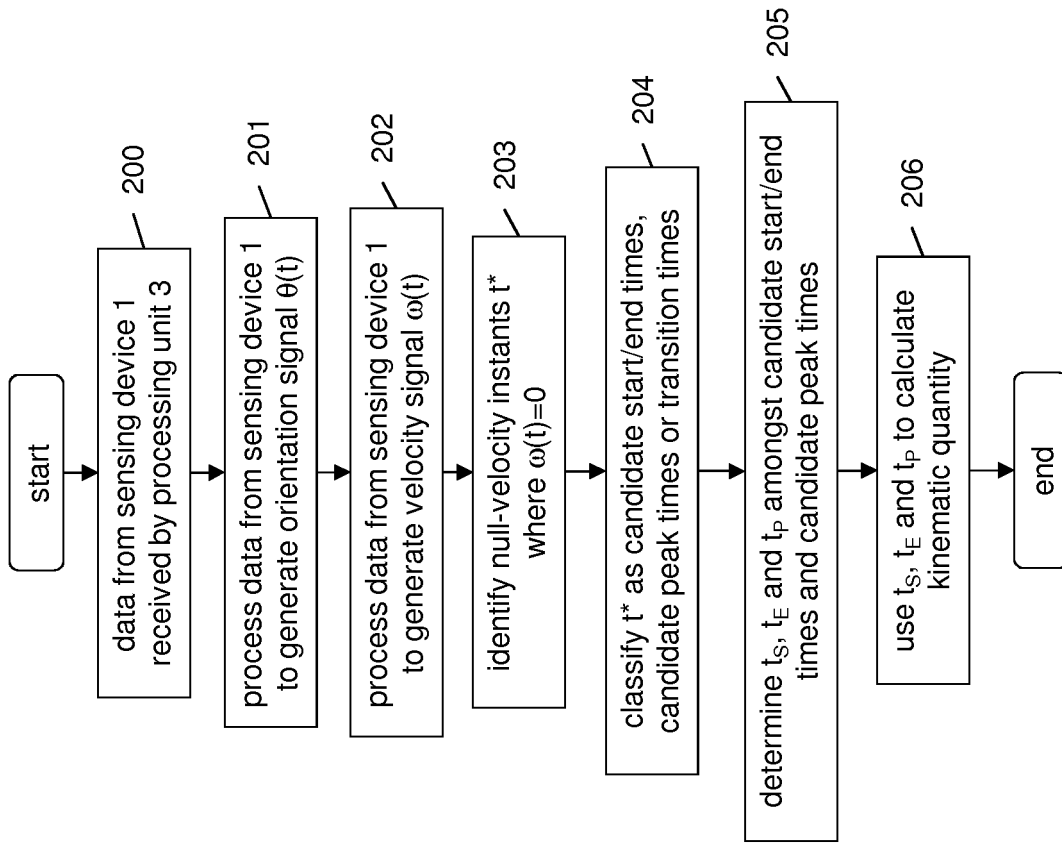 start
data from sensing device 1
received by processing unit 3
200
process data from sensing device 1
to generate orientation signal θ(t)
201
process data from sensing device 1
to generate velocity signal ω(t)
202
identify null-velocity instants t*
where ω(t)=0
203
classify t* as candidate start/end times,
candidate peak times or transition times
204
determine tS, tE and tP amongst candidate start/end
times and candidate peak times
205
use tS, tE and tP to calculate
kinematic quantity
206
end